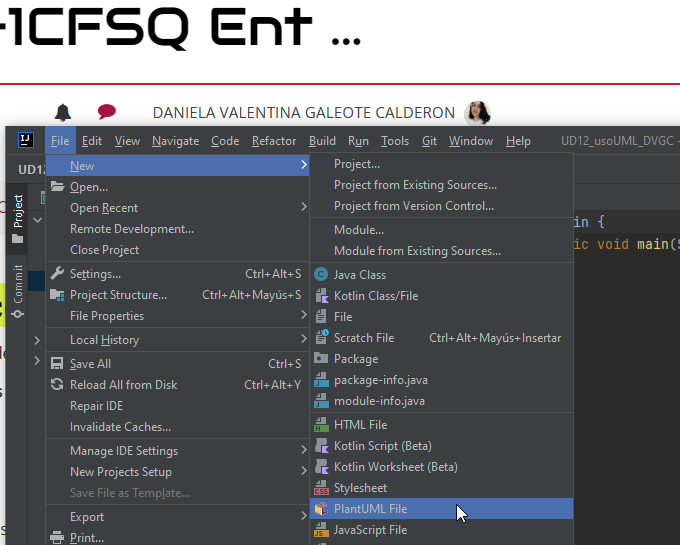 -1CFSQ Ent ...
DANIELA VALENTINA GALEOTE CALDERON
File Edit View Navigate Code Refactor Build Run Tools Git Window Help UD12_usoUML_DVGC -
UD12
Project
Commit
New
Open...
Open Recent
Remote Development...
Close Project
Settings... Ctrl+Alt+S
Project Structure... Ctrl+Alt+Mayús+S
File Properties
Local History
Save All Ctrl+S
Reload All from Disk Ctrl+Alt+Y
Repair IDE
Invalidate Caches...
Manage IDE Settings
New Projects Setup
Save File as Template...
Export
Print...
Project...
Project from Existing Sources...
Project from Version Control...
Module...
Module from Existing Sources...
Java Class
Kotlin Class/File
File
Scratch File Ctrl+Alt+Mayús+Insertar
Package
package-info.java
module-info.java
HTML File
Kotlin Script (Beta)
Kotlin Worksheet (Beta)
Stylesheet
PlantUML File
JavaScript File
in {
ic void main(S